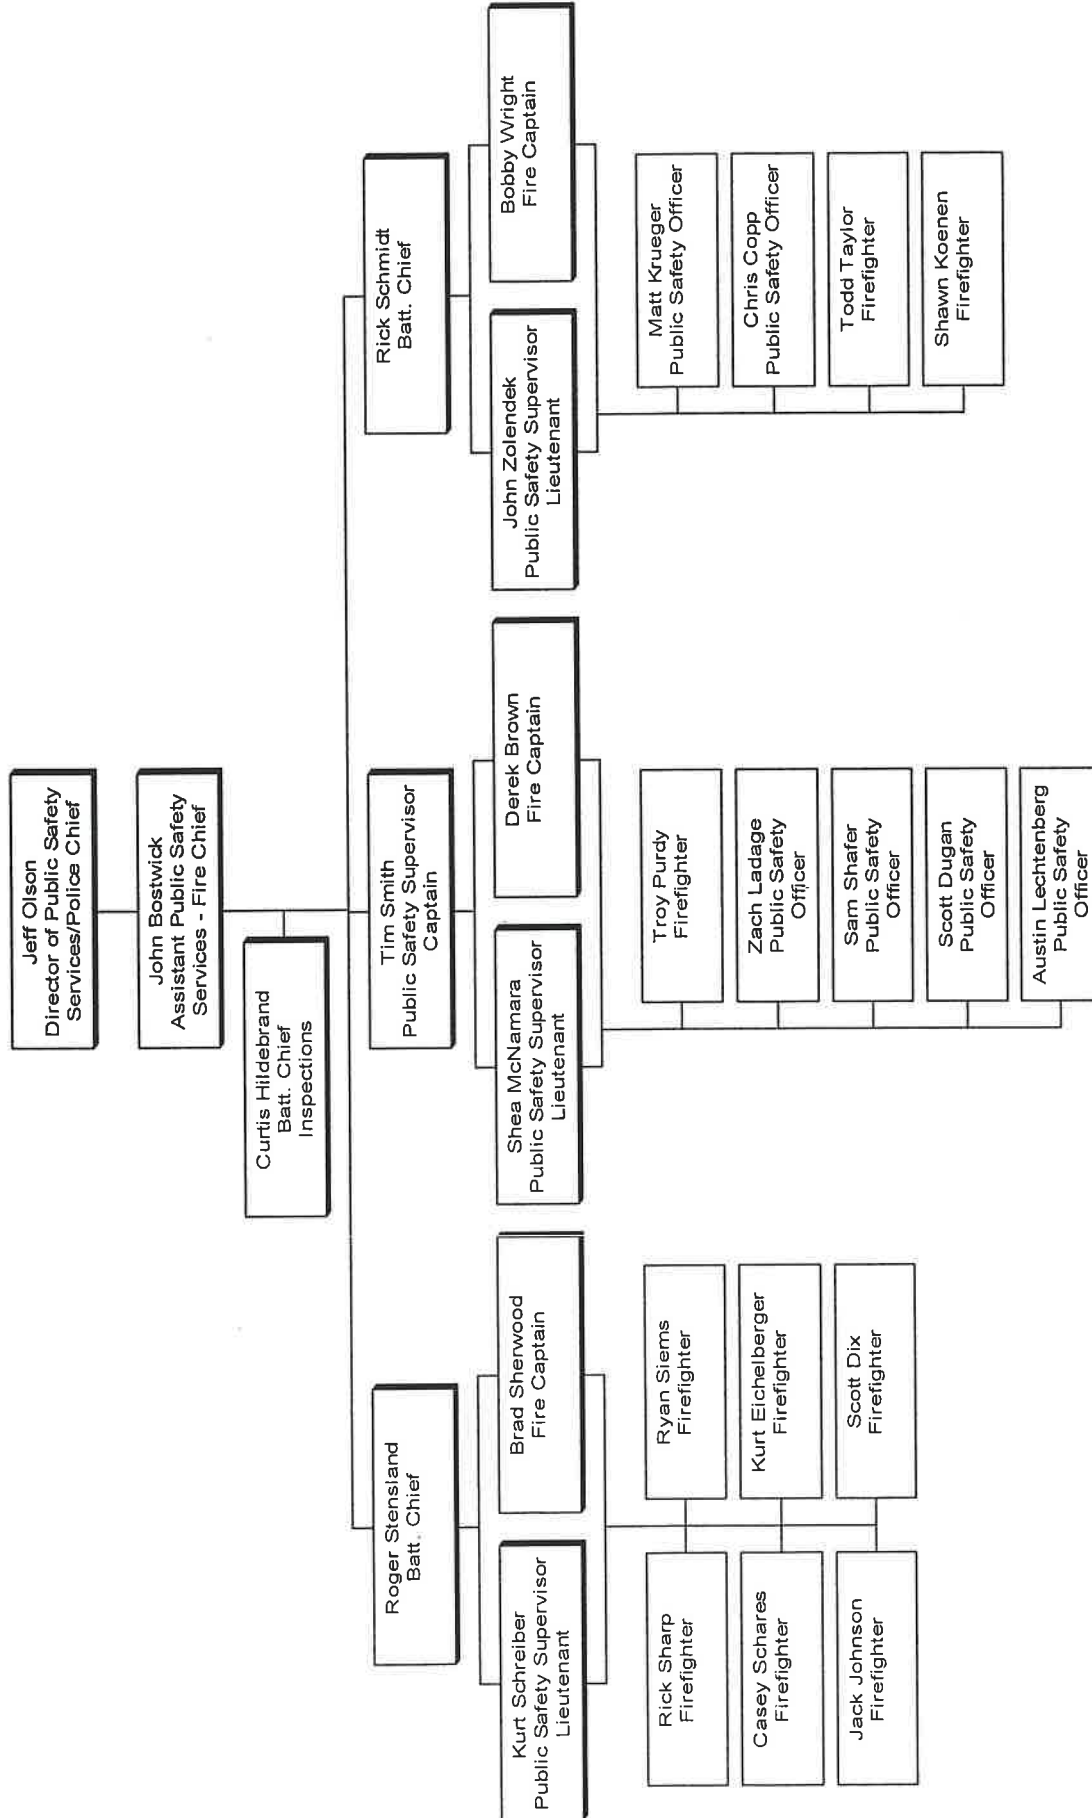 Jeff Olson
Director of Public Safety
Services/Police Chief
John Bostwick
Assistant Public Safety
Services - Fire Chief
Curtis Hildebrand
Batt. Chief
Inspections
Roger Stensland
Batt. Chief
Tim Smith
Public Safety Supervisor
Captain
Rick Schmidt
Batt. Chief
Kurt Schreiber
Public Safety Supervisor
Lieutenant
Brad Sherwood
Fire Captain
Shea McNamara
Public Safety Supervisor
Lieutenant
Derek Brown
Fire Captain
John Zolendek
Public Safety Supervisor
Lieutenant
Bobby Wright
Fire Captain
Rick Sharp
Firefighter
Ryan Siems
Firefighter
Casey Schares
Firefighter
Kurt Eichelberger
Firefighter
Jack Johnson
Firefighter
Scott Dix
Firefighter
Troy Purdy
Firefighter
Zach Ladage
Public Safety
Officer
Sam Shafer
Public Safety
Officer
Scott Dugan
Public Safety
Officer
Austin Lechtenberg
Public Safety
Officer
Matt Krueger
Public Safety Officer
Chris Copp
Public Safety Officer
Todd Taylor
Firefighter
Shawn Koenen
Firefighter